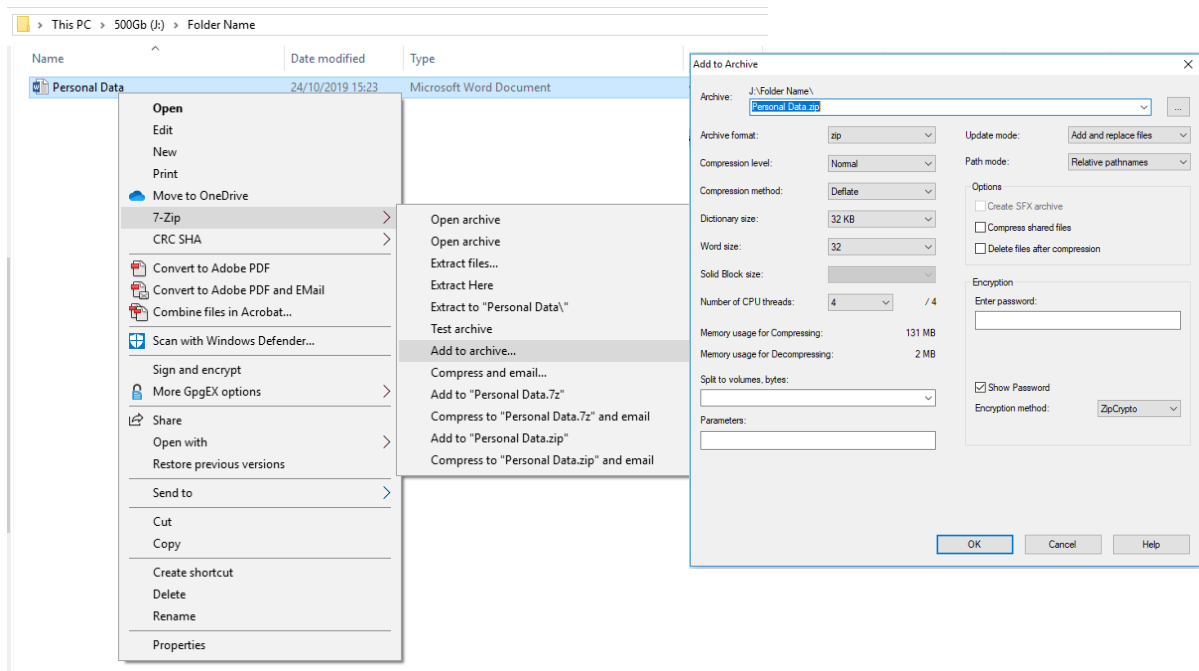 This PC > 500Gb (J:) > Folder Name
Name Date modified Type
Personal Data 24/10/2019 15:23 Microsoft Word Document
Open
Edit
New
Print
Move to OneDrive
7-Zip
CRC SHA
Convert to Adobe PDF
Convert to Adobe PDF and EMail
Combine files in Acrobat...
Scan with Windows Defender...
Sign and encrypt
More GpgEX options
Share
Open with
Restore previous versions
Send to
Cut
Copy
Create shortcut
Delete
Rename
Properties
Open archive
Open archive
Extract files...
Extract Here
Extract to "Personal Data\"
Test archive
Add to archive...
Compress and email...
Add to "Personal Data.7z"
Compress to "Personal Data.7z" and email
Add to "Personal Data.zip"
Compress to "Personal Data.zip" and email
Add to Archive
Archive: J:\Folder Name\
Personal Data.zip
...
Archive format: zip
Compression level: Normal
Compression method: Deflate
Dictionary size: 32 KB
Word size: 32
Solid Block size:
Number of CPU threads: 4 / 4
Memory usage for Compressing: 131 MB
Memory usage for Decompressing: 2 MB
Split to volumes, bytes:
Parameters:
Update mode: Add and replace files
Path mode: Relative pathnames
Options
Create SFX archive
Compress shared files
Delete files after compression
Encryption
Enter password:
Show Password
Encryption method: ZipCrypto
OK Cancel Help